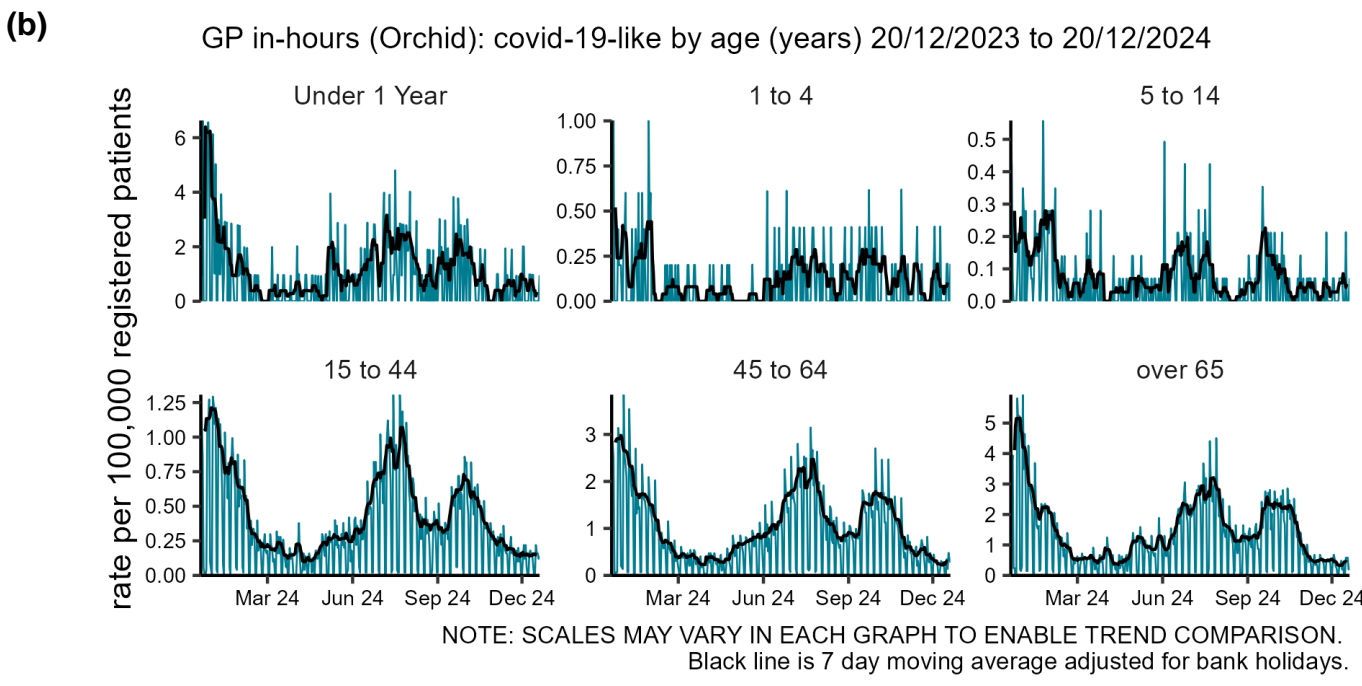 (b)
GP in-hours (Orchid): covid-19-like by age (years) 20/12/2023 to 20/12/2024
rate per 100,000 registered patients
Under 1 Year
6
4
2
0
1 to 4
1.00
0.75
0.50
0.25
0.00
5 to 14
0.5
0.4
0.3
0.2
0.1
0.0
15 to 44
1.25
1.00
0.75
0.50
0.25
0.00
Mar 24 Jun 24 Sep 24 Dec 24
45 to 64
3
2
1
0
Mar 24 Jun 24 Sep 24 Dec 24
over 65
5
4
3
2
1
0
Mar 24 Jun 24 Sep 24 Dec 24
NOTE: SCALES MAY VARY IN EACH GRAPH TO ENABLE TREND COMPARISON.
Black line is 7 day moving average adjusted for bank holidays.